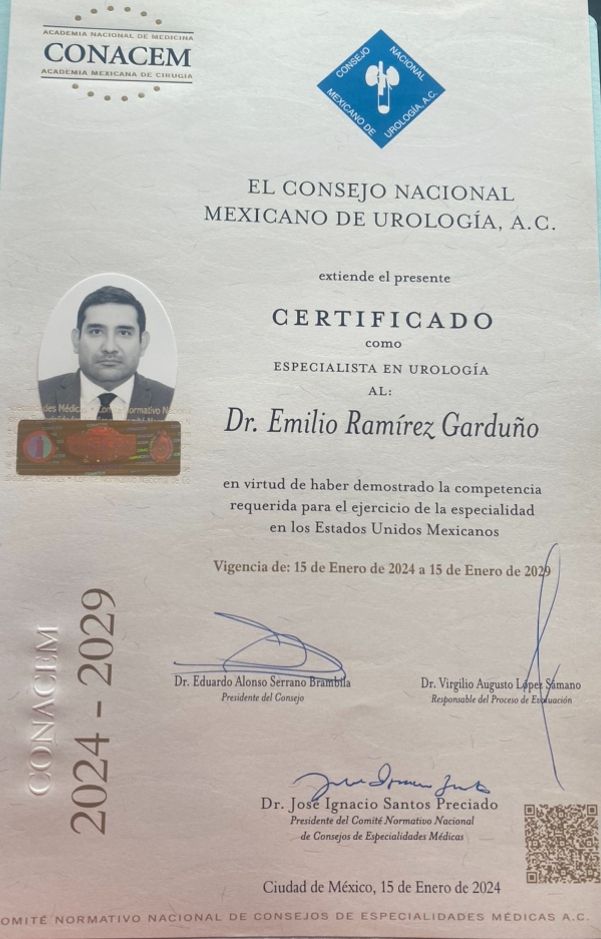 ACADEMIA NACIONAL DE MEDICINA
CONACEM
ACADEMIA MEXICANA DE CIRUGIA
CONSEJO NACIONAL
MEXICANO DE UROLOGÍA, A.C.
EL CONSEJO NACIONAL
MEXICANO DE UROLOGÍA, A.C.
extiende el presente
CERTIFICADO
como
ESPECIALISTA EN UROLOGÍA
AL:
Dr. Emilio Ramírez Garduño
en virtud de haber demostrado la competencia
requerida para el ejercicio de la especialidad
en los Estados Unidos Mexicanos
Vigencia de: 15 de Enero de 2024 a 15 de Enero de 2029
Dr. Eduardo Alonso Serrano Brambila
Presidente del Consejo
Dr. Virgilio Augusto López Sámano
Responsable del Proceso de Evaluación
CONACEM
2024 - 2029
Dr. José Ignacio Santos Preciado
Presidente del Comité Normativo Nacional
de Consejos de Especialidades Médicas
Ciudad de México, 15 de Enero de 2024
OMITÉ NORMATIVO NACIONAL DE CONSEJOS DE ESPECIALIDADES MÉDICAS A.C.